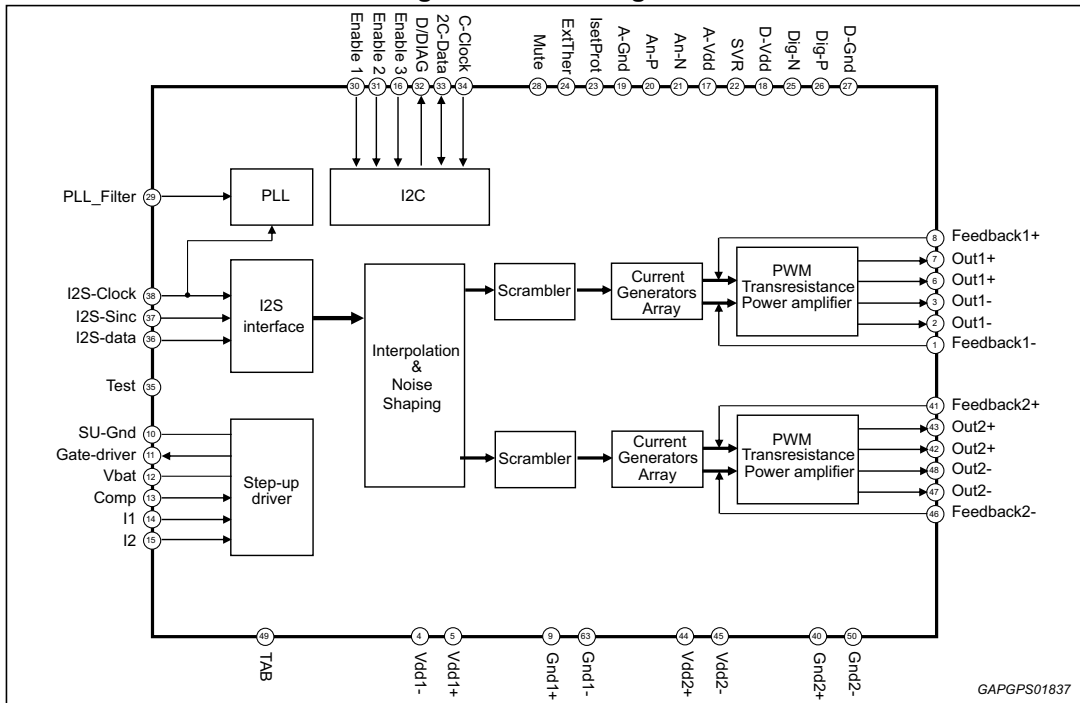 Enable 1
Enable 2
Enable 3
D/DIAG
2C-Data
C-Clock
Mute
ExtTher
IsetProt
A-Gnd
An-P
An-N
A-Vdd
SVR
D-Vdd
Dig-N
Dig-P
D-Gnd
30
31
16
32
33
34
28
24
23
19
20
21
17
22
18
25
26
27
PLL_Filter
29
PLL
I2C
I2S-Clock
38
I2S-Sinc
37
I2S-data
36
I2S
interface
Test
35
SU-Gnd
10
Gate-driver
11
Vbat
12
Comp
13
I1
14
I2
15
Step-up
driver
Interpolation
&
Noise
Shaping
Scrambler
Current
Generators
Array
PWM
Transresistance
Power amplifier
8
Feedback1+
7
Out1+
6
Out1+
3
Out1-
2
Out1-
1
Feedback1-
Scrambler
Current
Generators
Array
PWM
Transresistance
Power amplifier
41
Feedback2+
43
Out2+
42
Out2+
48
Out2-
47
Out2-
46
Feedback2-
49
4
5
9
63
44
45
40
50
TAB
Vdd1-
Vdd1+
Gnd1+
Gnd1-
Vdd2+
Vdd2-
Gnd2+
Gnd2-
GAPGPS01837